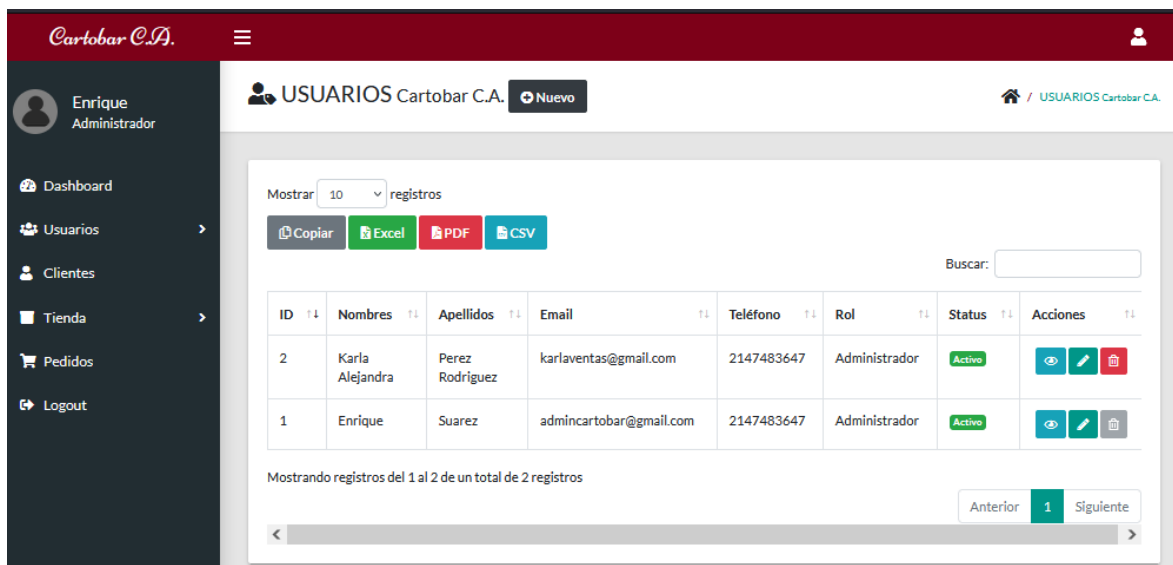 Cartobar C.A.
Enrique
Administrador
Dashboard
Usuarios
Clientes
Tienda
Pedidos
Logout
USUARIOS Cartobar C.A. Nuevo
/ USUARIOS Cartobar C.A.
Mostrar 10 registros
Copiar Excel PDF CSV
Buscar:
ID Nombres Apellidos Email Teléfono Rol Status Acciones
2 Karla Alejandra Perez Rodriguez karlaventas@gmail.com 2147483647 Administrador Activo
1 Enrique Suarez admincartobar@gmail.com 2147483647 Administrador Activo
Mostrando registros del 1 al 2 de un total de 2 registros
Anterior 1 Siguiente